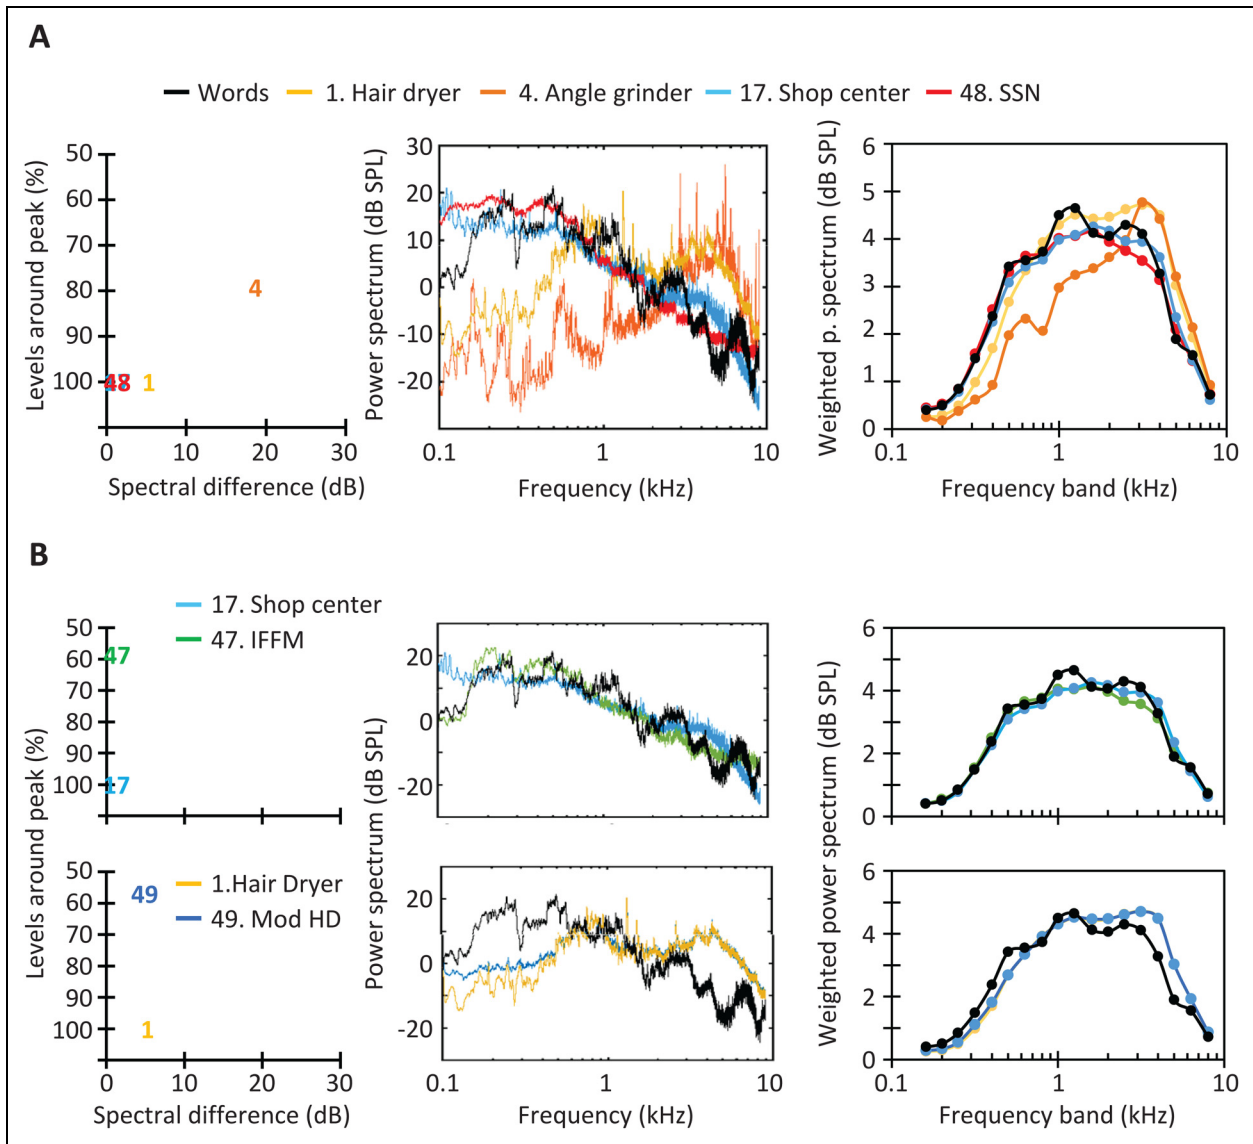 A
Words 1. Hair dryer 4. Angle grinder 17. Shop center 48. SSN
Levels around peak (%)
50
60
70
80
90
100
4
48 1
0 10 20 30
Spectral difference (dB)
Power spectrum (dB SPL)
30
20
10
0
-10
-20
0.1 1 10
Frequency (kHz)
Weighted p. spectrum (dB SPL)
6
5
4
3
2
1
0
0.1 1 10
Frequency band (kHz)
B
17. Shop center
47. IFFM
Levels around peak (%)
50
60
70
80
90
100
47
17
20
0
-20
6
4
2
0
1.Hair Dryer
49. Mod HD
50
60
70
80
90
100
49
1
0 10 20 30
Spectral difference (dB)
Power spectrum (dB SPL)
20
0
-20
0.1 1 10
Frequency (kHz)
Weighted power spectrum (dB SPL)
6
4
2
0
0.1 1 10
Frequency band (kHz)